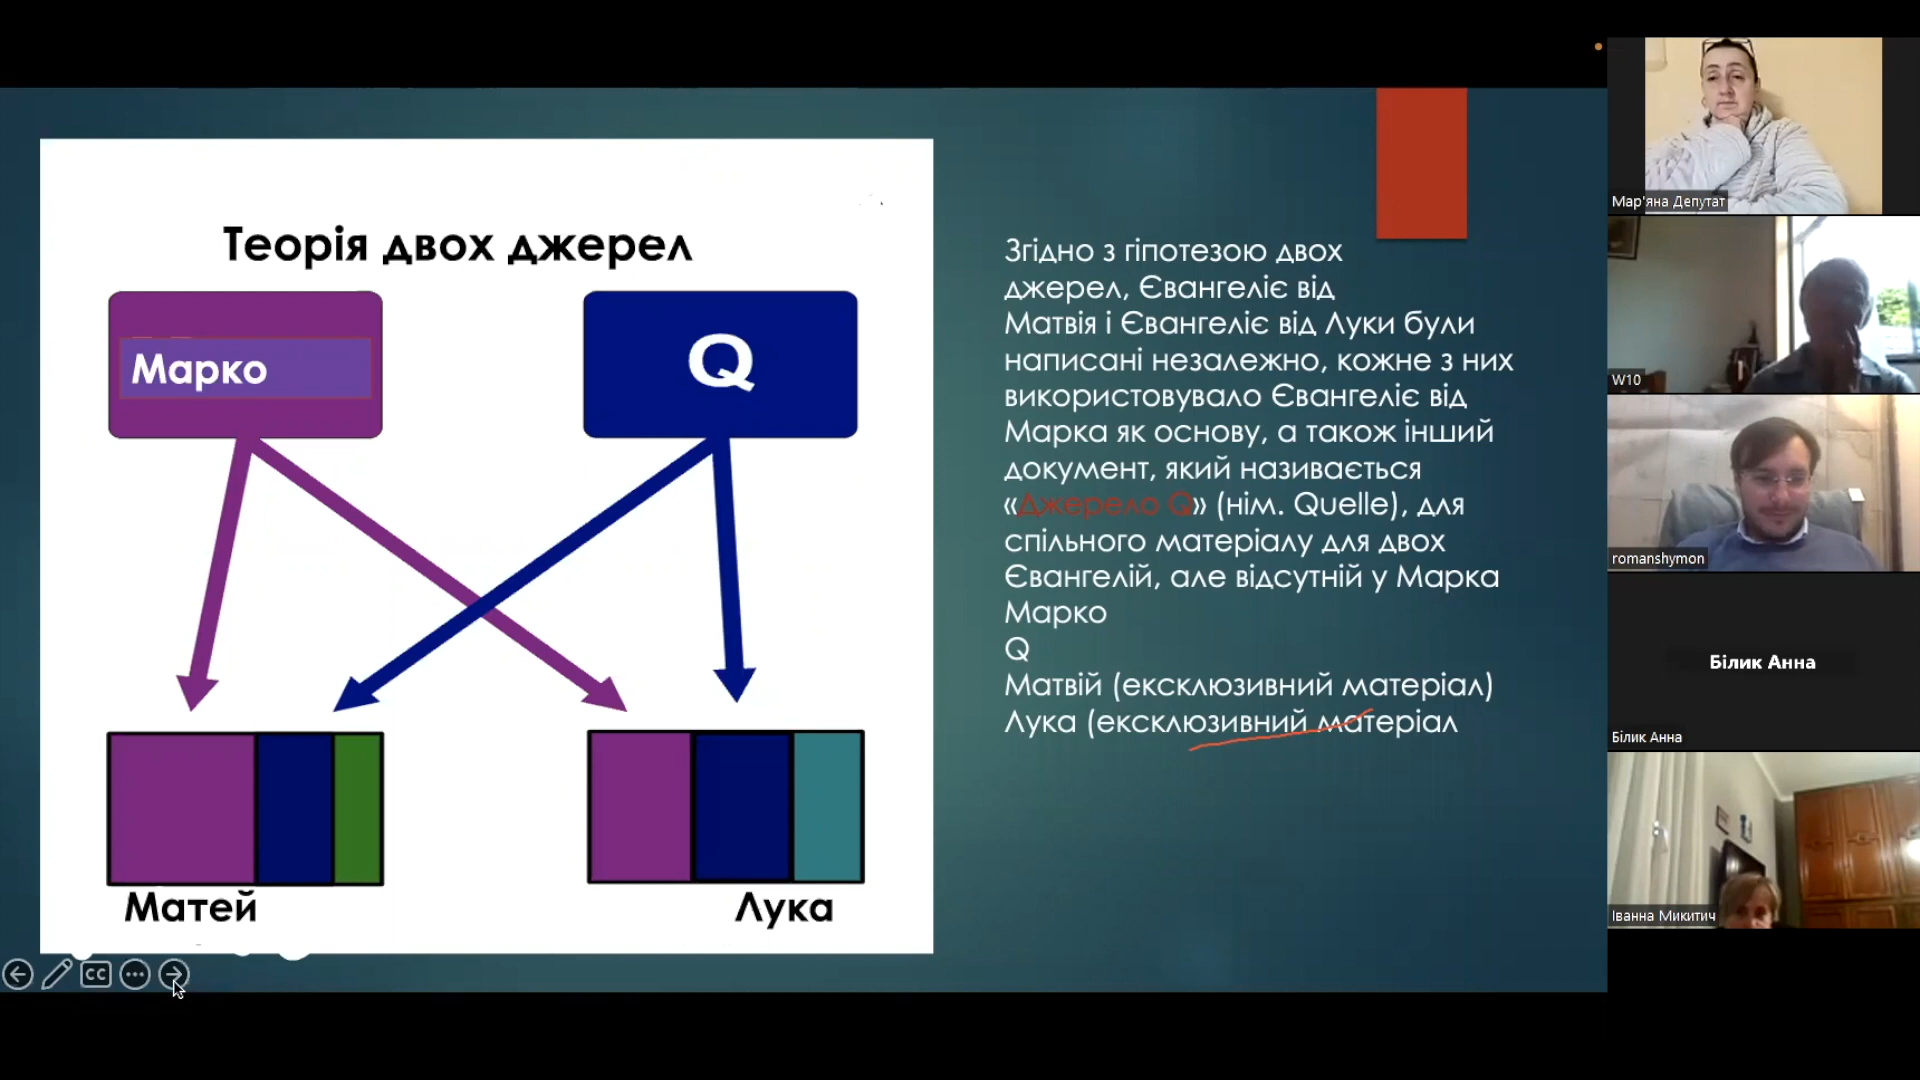 Теорія двох джерел
Марко
Q
Матей
Лука
Згідно з гіпотезою двох
джерел, Євангеліє від
Матвія і Євангеліє від Луки були
написані незалежно, кожне з них
використовувало Євангеліє від
Марка як основу, а також інший
документ, який називається
«Джерело Q» (нім. Quelle), для
спільного матеріалу для двох
Євангелій, але відсутній у Марка
Марко
Q
Матвій (ексклюзивний матеріал)
Лука (ексклюзивний матеріал
CC
Мар'яна Депутат
W10
romanshymon
Білик Анна
Білик Анна
Іванна Микитич